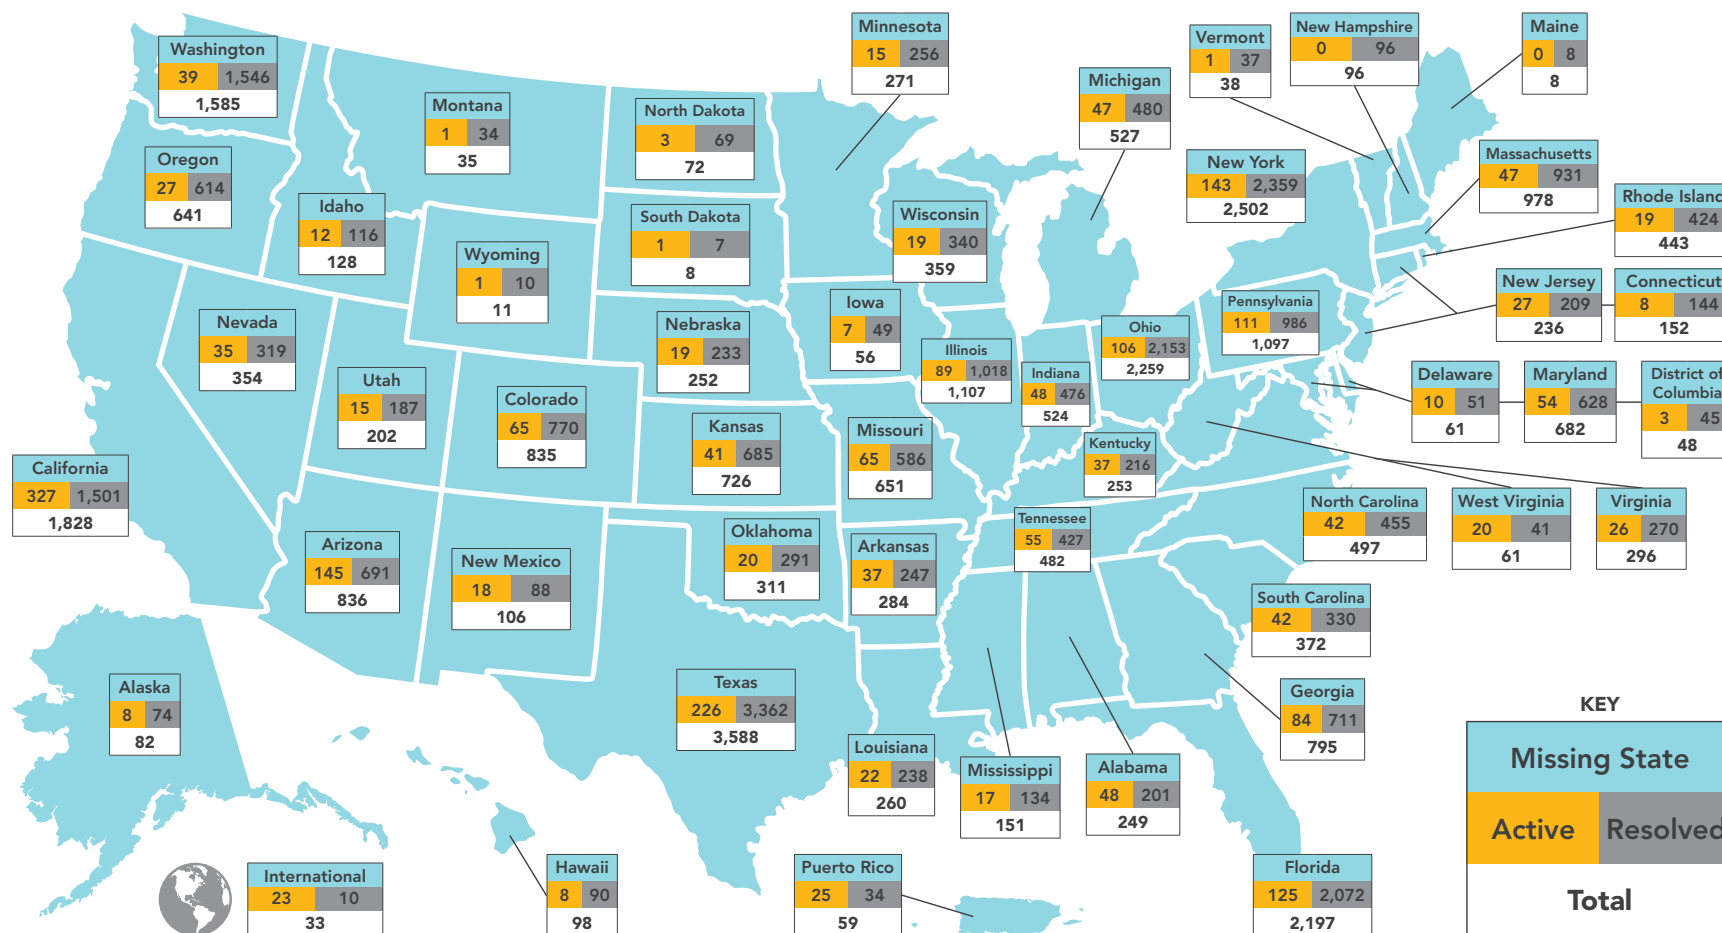 Washington
39 1,546
1,585
Oregon
27 614
641
Idaho
12 116
128
Montana
1 34
35
North Dakota
3 69
72
Minnesota
15 256
271
Michigan
47 480
527
Vermont
1 37
38
New Hampshire
0 96
96
Maine
0 8
8
New York
143 2,359
2,502
Massachusetts
47 931
978
Rhode Island
19 424
443
South Dakota
1 7
8
Wyoming
1 10
11
Wisconsin
19 340
359
Nevada
35 319
354
Utah
15 187
202
Colorado
65 770
835
Nebraska
19 233
252
Iowa
7 49
56
Illinois
89 1,018
1,107
Indiana
48 476
524
Ohio
106 2,153
2,259
Pennsylvania
111 986
1,097
New Jersey
27 209
236
Connecticut
8 144
152
Delaware
10 51
61
Maryland
54 628
682
District of
Columbia
3 45
48
California
327 1,501
1,828
Kansas
41 685
726
Missouri
65 586
651
Kentucky
37 216
253
Arizona
145 691
836
New Mexico
18 88
106
Oklahoma
20 291
311
Arkansas
37 247
284
Tennessee
55 427
482
North Carolina
42 455
497
West Virginia
20 41
61
Virginia
26 270
296
South Carolina
42 330
372
Alaska
8 74
82
Texas
226 3,362
3,588
Louisiana
22 238
260
Mississippi
17 134
151
Alabama
48 201
249
Georgia
84 711
795
International
23 10
33
Hawaii
8 90
98
Puerto Rico
25 34
59
Florida
125 2,072
2,197
KEY
Missing State
Active Resolved
Total